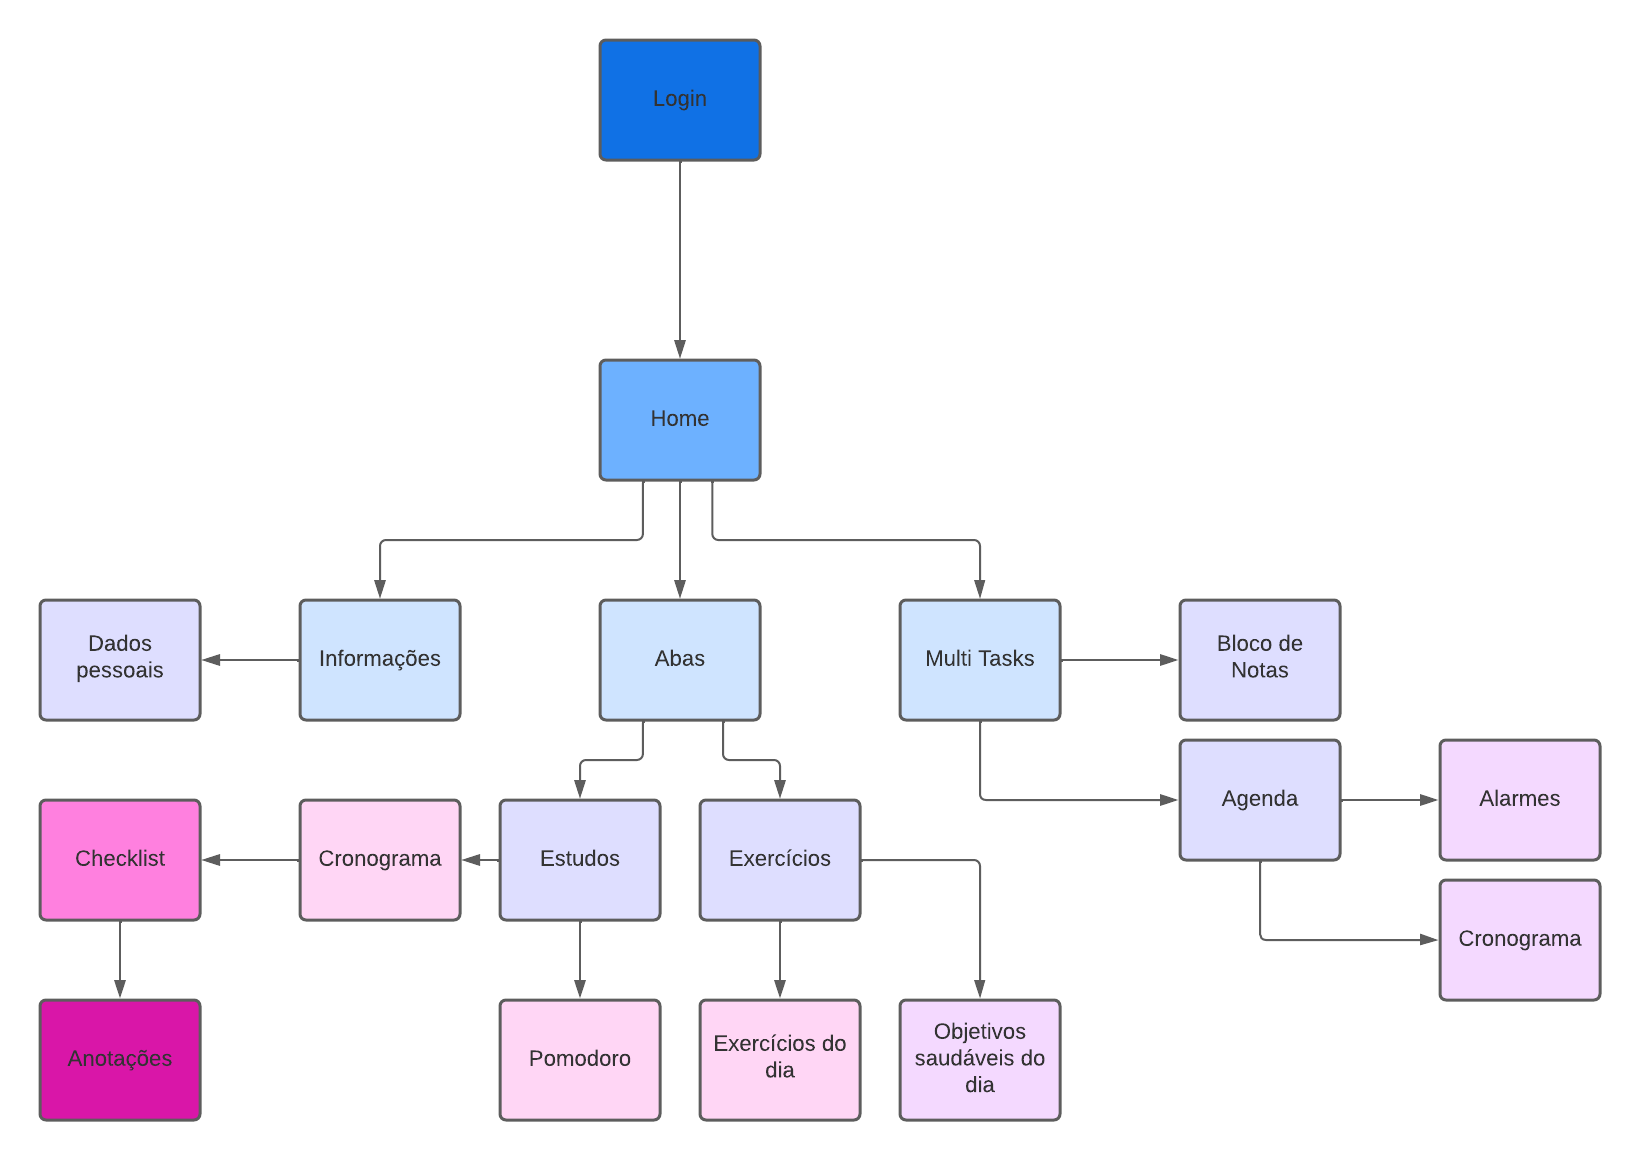 Login
Home
Dados
pessoais
Informações
Abas
Multi Tasks
Bloco de
Notas
Agenda
Alarmes
Checklist
Cronograma
Estudos
Exercícios
Cronograma
Anotações
Pomodoro
Exercícios do
dia
Objetivos
saudáveis do
dia